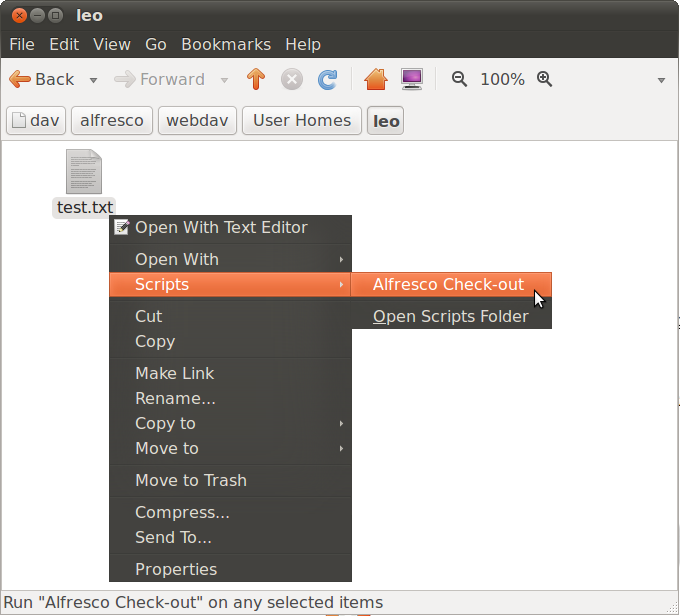 leo
File Edit View Go Bookmarks Help
Back Forward 100%
dav alfresco webdav User Homes leo
test.txt
Open With Text Editor
Open With
Scripts
Alfresco Check-out
Open Scripts Folder
Cut
Copy
Make Link
Rename...
Copy to
Move to
Move to Trash
Compress...
Send To...
Properties
Run "Alfresco Check-out" on any selected items